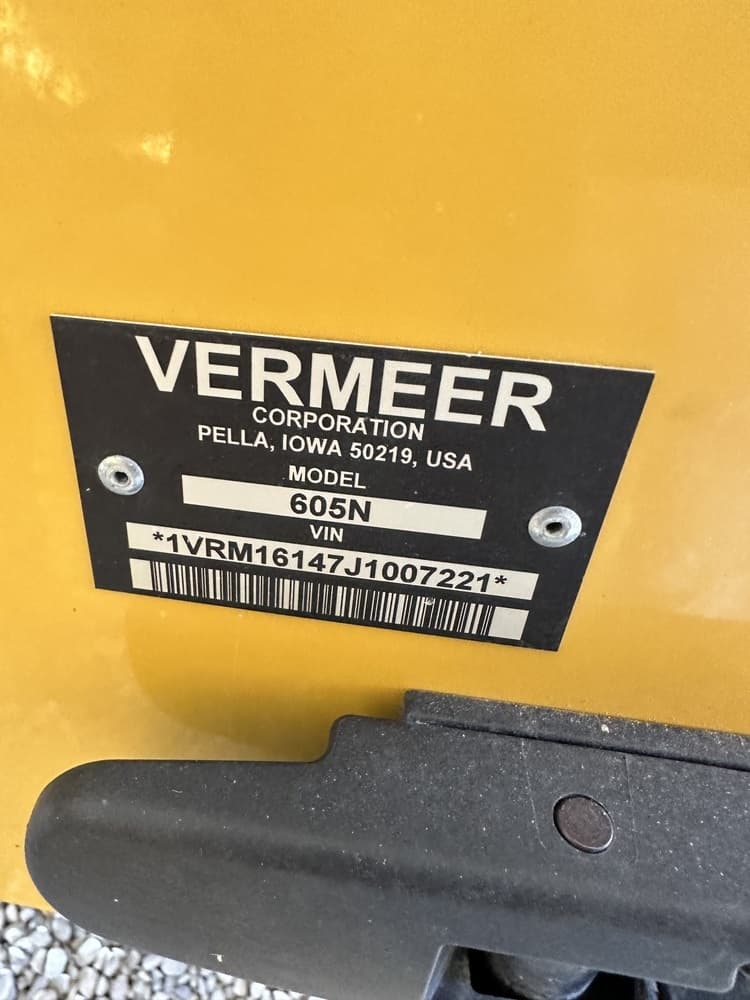 VERMEER
CORPORATION
PELLA, IOWA 50219, USA
MODEL
605N
VIN
*1VRM16147J1007221*